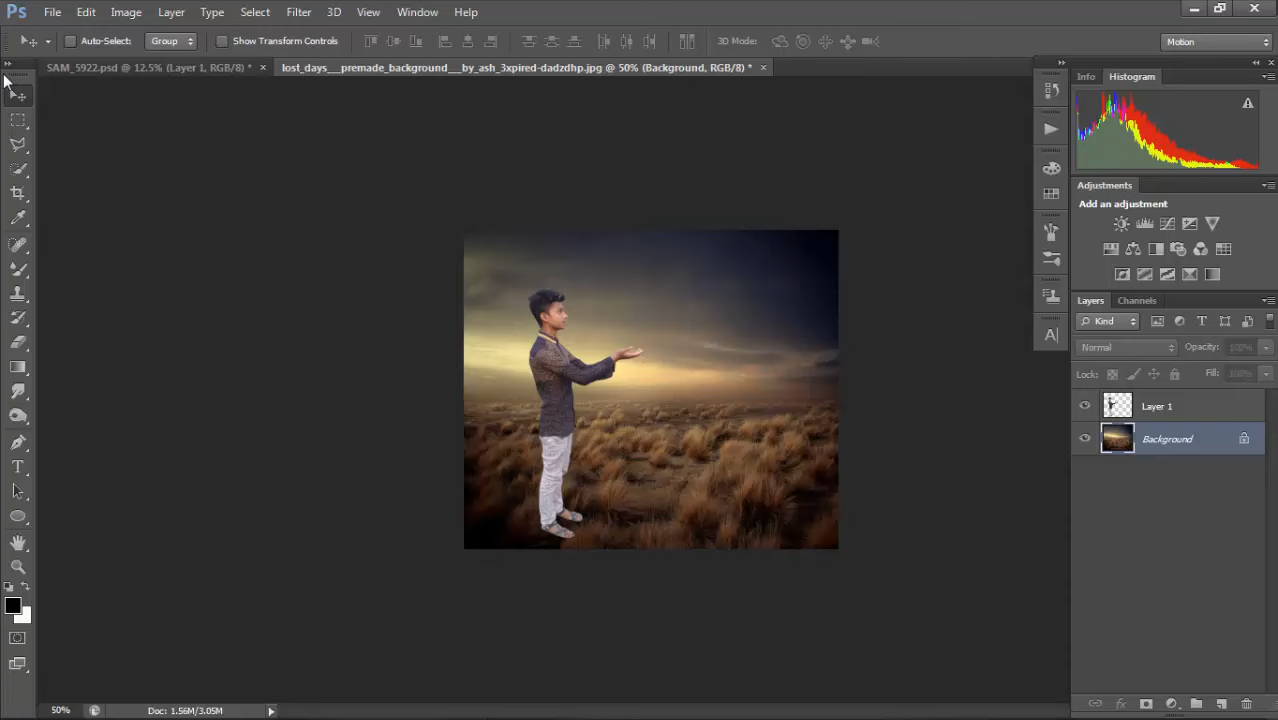 Ps File Edit Image Layer Type Select Filter 3D View Window Help
Auto-Select: Group Show Transform Controls 3D Mode: Motion
SAM_5922.psd @ 12.5% (Layer 1, RGB/8) * × lost_days__premade_background__by_ash_3xpired-dadzdhp.jpg @ 50% (Background, RGB/8) * ×
Info Histogram
Adjustments
Add an adjustment
Layers Channels
Kind
Normal Opacity: 100%
Lock: Fill: 100%
Layer 1
Background
T
A
50% Doc: 1.56M/3.05M
fx